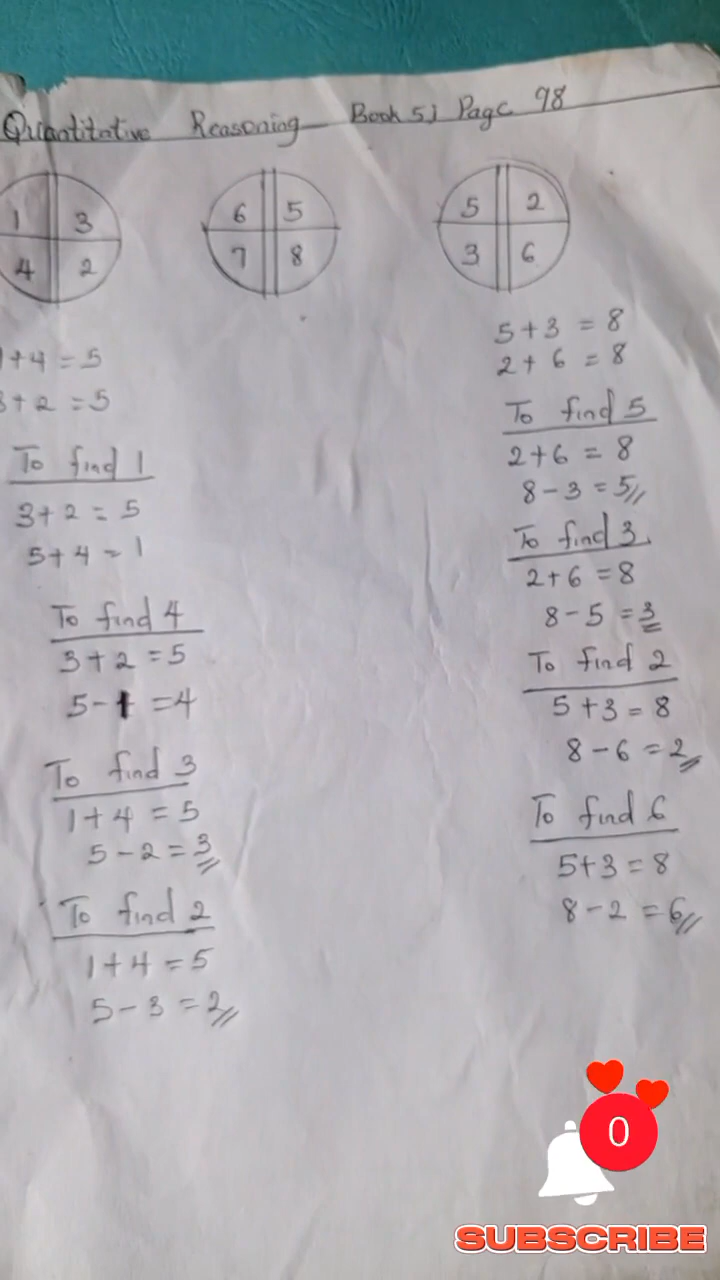 Quantitative Reasoning Book 5; Page 98
1 3
4 2
6 5
7 8
5 2
3 6
1+4 = 5
3+2 = 5
To find 1
3+2 = 5
5+4 = 1
To find 4
3+2 = 5
5-1 = 4
To find 3
1+4 = 5
5-2 = 3
To find 2
1+4 = 5
5-3 = 2
5+3 = 8
2+6 = 8
To find 5
2+6 = 8
8-3 = 5
To find 3.
2+6 = 8
8-5 = 3
To find 2
5+3 = 8
8-6 = 2
To find 6
5+3 = 8
8-2 = 6
0
SUBSCRIBE